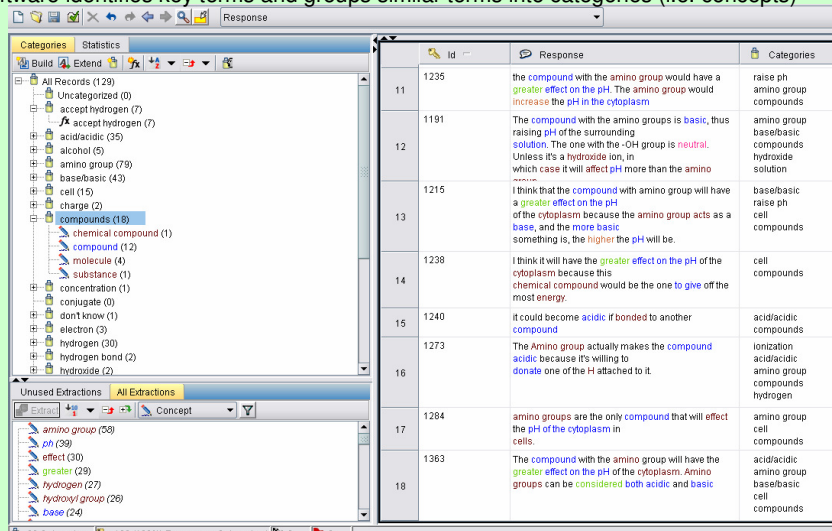 tware identifies key terms and groups similar terms into categories (i.e. concepts)
Response
Categories Statistics
Build Extend fx
All Records (129)
Uncategorized (0)
accept hydrogen (7)
fx accept hydrogen (7)
acid/acidic (35)
alcohol (5)
amino group (79)
base/basic (43)
cell (15)
charge (2)
compounds (18)
chemical compound (1)
compound (12)
molecule (4)
substance (1)
concentration (1)
conjugate (0)
don't know (1)
electron (3)
hydrogen (30)
hydrogen bond (2)
hydroxide (2)
Unused Extractions All Extractions
Extract Concept
amino group (58)
ph (39)
effect (30)
greater (29)
hydrogen (27)
hydroxyl group (26)
base (24)
Id Response Categories
11 1235 the compound with the amino group would have a raise ph
greater effect on the pH. The amino group would amino group
increase the pH in the cytoplasm compounds
12 1191 The compound with the amino groups is basic, thus amino group
raising pH of the surrounding base/basic
solution. The one with the -OH group is neutral. compounds
Unless it's a hydroxide ion, in hydroxide
which case it will affect pH more than the amino solution
13 1215 I think that the compound with amino group will have base/basic
a greater effect on the pH raise ph
of the cytoplasm because the amino group acts as a cell
base, and the more basic compounds
something is, the higher the pH will be.
14 1238 I think it will have the greater effect on the pH of the cell
cytoplasm because this compounds
chemical compound would be the one to give off the
most energy.
15 1240 it could become acidic if bonded to another acid/acidic
compound compounds
16 1273 The Amino group actually makes the compound ionization
acidic because it's willing to acid/acidic
donate one of the H attached to it. amino group
compounds
hydrogen
17 1284 amino groups are the only compound that will effect amino group
the pH of the cytoplasm in cell
cells. compounds
18 1363 The compound with the amino group will have the acid/acidic
greater effect on the pH of the cytoplasm. Amino amino group
groups can be considered both acidic and basic base/basic
cell
compounds